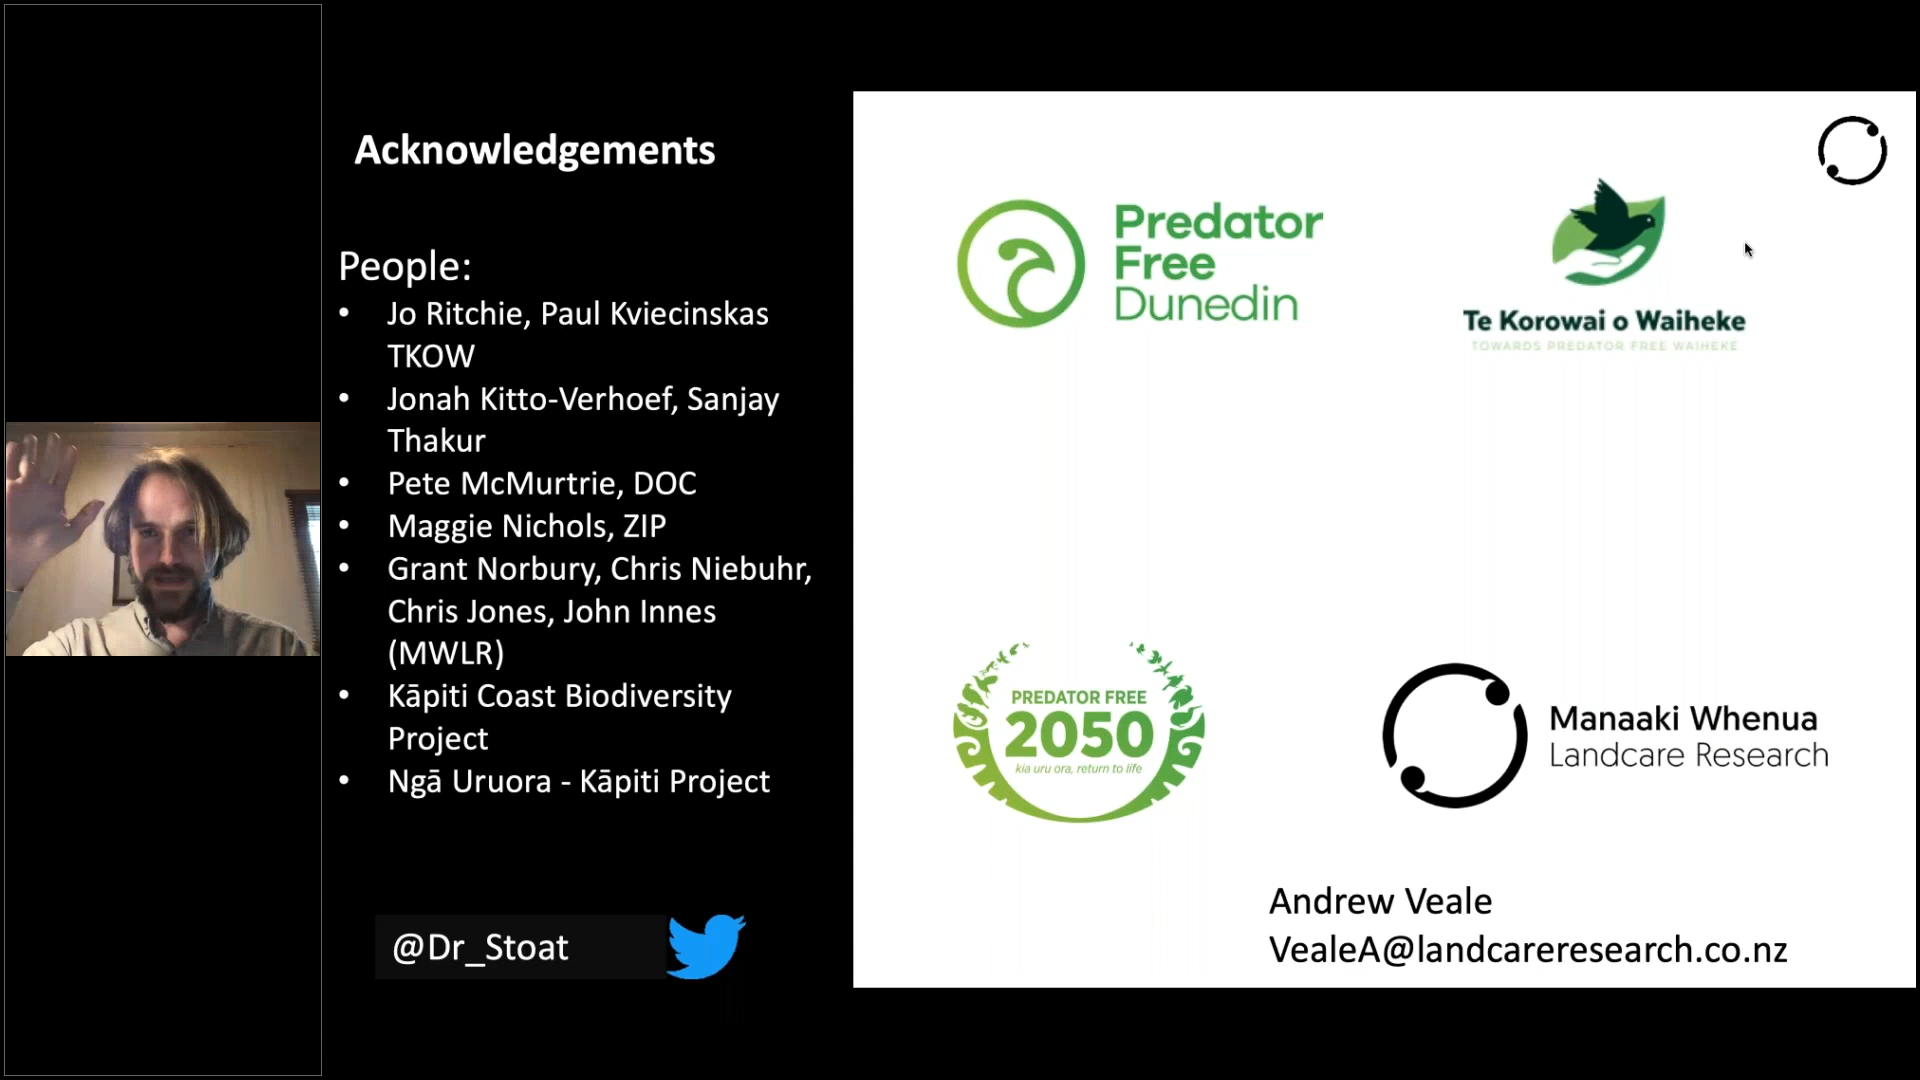 Acknowledgements
People:
• Jo Ritchie, Paul Kviecinskas
TKOW
• Jonah Kitto-Verhoef, Sanjay
Thakur
• Pete McMurtrie, DOC
• Maggie Nichols, ZIP
• Grant Norbury, Chris Niebuhr,
Chris Jones, John Innes
(MWLR)
• Kāpiti Coast Biodiversity
Project
• Ngā Uruora - Kāpiti Project
@Dr_Stoat
Predator
Free
Dunedin
Te Korowai o Waiheke
TOWARDS PREDATOR FREE WAIHEKE
PREDATOR FREE
2050
kia uru ora, return to life
Manaaki Whenua
Landcare Research
Andrew Veale
VealeA@landcareresearch.co.nz